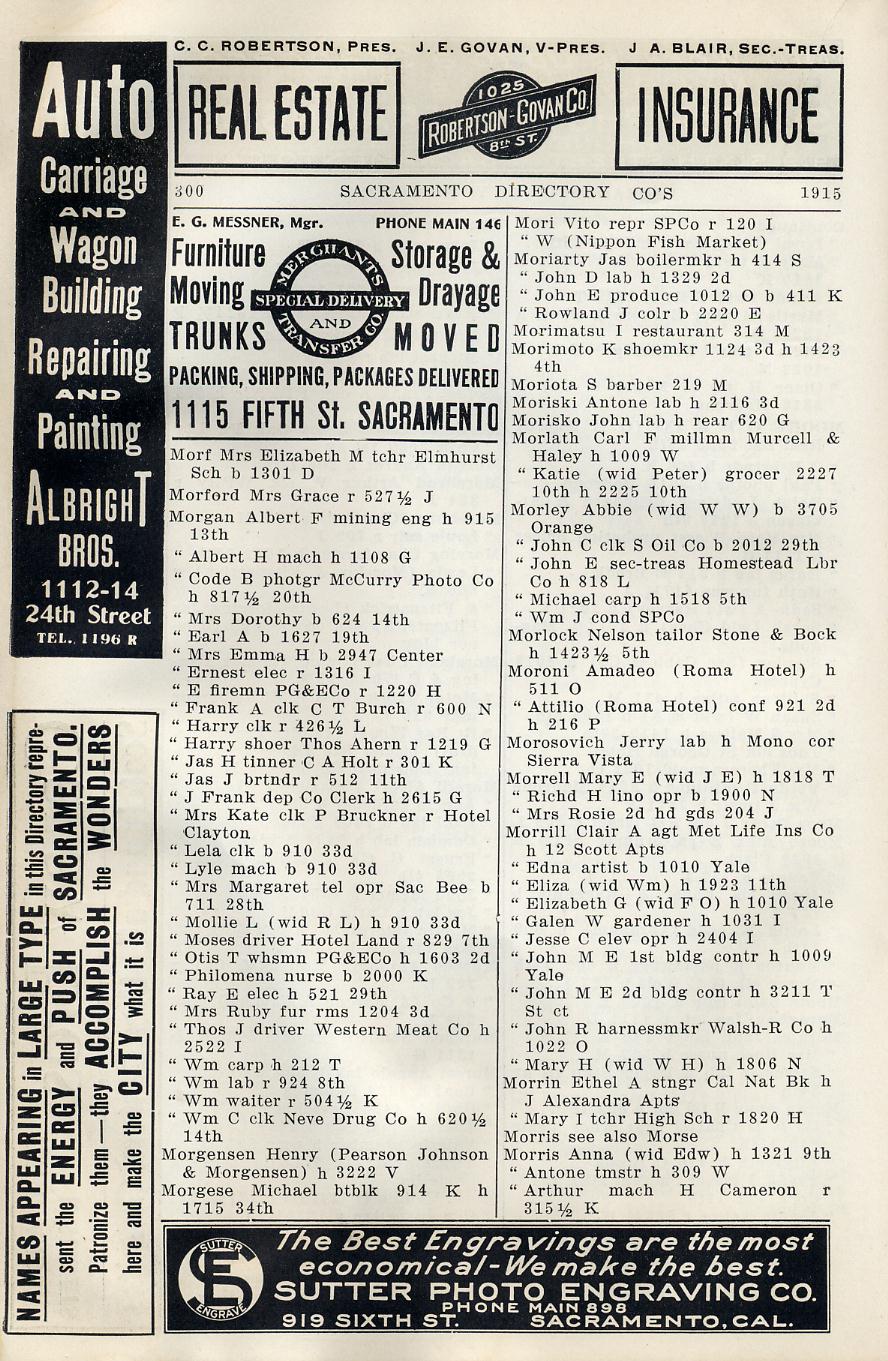 C. C. ROBERTSON, PRES. J. E. GOVAN, V-PRES. J A. BLAIR, SEC.-TREAS.
REAL ESTATE
1025
ROBERTSON-GOVAN CO.
8th ST.
INSURANCE
Auto
Carriage
AND
Wagon
Building
Repairing
AND
Painting
ALBRIGHT
BROS.
1112-14
24th Street
TEL. 1196 R
NAMES APPEARING in LARGE TYPE in this Directory repre-
sent the ENERGY and PUSH of SACRAMENTO.
Patronize them — they ACCOMPLISH the WONDERS
here and make the CITY what it is
300 SACRAMENTO DIRECTORY CO'S 1915
E. G. MESSNER, Mgr. PHONE MAIN 146
Furniture Storage &
Moving Drayage
MERCHANTS
SPECIAL DELIVERY
AND
TRANSFER CO.
TRUNKS MOVED
PACKING, SHIPPING, PACKAGES DELIVERED
1115 FIFTH St. SACRAMENTO
Morf Mrs Elizabeth M tchr Elmhurst
Sch b 1301 D
Morford Mrs Grace r 527½ J
Morgan Albert F mining eng h 915
13th
“ Albert H mach h 1108 G
“ Code B photgr McCurry Photo Co
h 817½ 20th
“ Mrs Dorothy b 624 14th
“ Earl A b 1627 19th
“ Mrs Emma H b 2947 Center
“ Ernest elec r 1316 I
“ E firemn PG&ECo r 1220 H
“ Frank A clk C T Burch r 600 N
“ Harry clk r 426½ L
“ Harry shoer Thos Ahern r 1219 G
“ Jas H tinner C A Holt r 301 K
“ Jas J brtndr r 512 11th
“ J Frank dep Co Clerk h 2615 G
“ Mrs Kate clk P Bruckner r Hotel
Clayton
“ Lela clk b 910 33d
“ Lyle mach b 910 33d
“ Mrs Margaret tel opr Sac Bee b
711 28th
“ Mollie L (wid R L) h 910 33d
“ Moses driver Hotel Land r 829 7th
“ Otis T whsmn PG&ECo h 1603 2d
“ Philomena nurse b 2000 K
“ Ray E elec h 521 29th
“ Mrs Ruby fur rms 1204 3d
“ Thos J driver Western Meat Co h
2522 I
“ Wm carp h 212 T
“ Wm lab r 924 8th
“ Wm waiter r 504½ K
“ Wm C clk Neve Drug Co h 620½
14th
Morgensen Henry (Pearson Johnson
& Morgensen) h 3222 V
Morgese Michael btblk 914 K h
1715 34th
Mori Vito repr SPCo r 120 I
“ W (Nippon Fish Market)
Moriarty Jas boilermkr h 414 S
“ John D lab h 1329 2d
“ John E produce 1012 O b 411 K
“ Rowland J colr b 2220 E
Morimatsu I restaurant 314 M
Morimoto K shoemkr 1124 3d h 1423
4th
Moriota S barber 219 M
Moriski Antone lab h 2116 3d
Morisko John lab h rear 620 G
Morlath Carl F millmn Murcell &
Haley h 1009 W
“ Katie (wid Peter) grocer 2227
10th h 2225 10th
Morley Abbie (wid W W) b 3705
Orange
“ John C clk S Oil Co b 2012 29th
“ John E sec-treas Homestead Lbr
Co h 818 L
“ Michael carp h 1518 5th
“ Wm J cond SPCo
Morlock Nelson tailor Stone & Bock
h 1423½ 5th
Moroni Amadeo (Roma Hotel) h
511 O
“ Attilio (Roma Hotel) conf 921 2d
h 216 P
Morosovich Jerry lab h Mono cor
Sierra Vista
Morrell Mary E (wid J E) h 1818 T
“ Richd H lino opr b 1900 N
“ Mrs Rosie 2d hd gds 204 J
Morrill Clair A agt Met Life Ins Co
h 12 Scott Apts
“ Edna artist b 1010 Yale
“ Eliza (wid Wm) h 1923 11th
“ Elizabeth G (wid F O) h 1010 Yale
“ Galen W gardener h 1031 I
“ Jesse C elev opr h 2404 I
“ John M E 1st bldg contr h 1009
Yale
“ John M E 2d bldg contr h 3211 T
St ct
“ John R harnessmkr Walsh-R Co h
1022 O
“ Mary H (wid W H) h 1806 N
Morrin Ethel A stngr Cal Nat Bk h
J Alexandra Apts
“ Mary I tchr High Sch r 1820 H
Morris see also Morse
Morris Anna (wid Edw) h 1321 9th
“ Antone tmstr h 309 W
“ Arthur mach H Cameron r
315½ K
SUTTER
SE
ENGRAVE
The Best Engravings are the most
economical-We make the best.
SUTTER PHOTO ENGRAVING CO.
PHONE MAIN 898
919 SIXTH ST. SACRAMENTO, CAL.